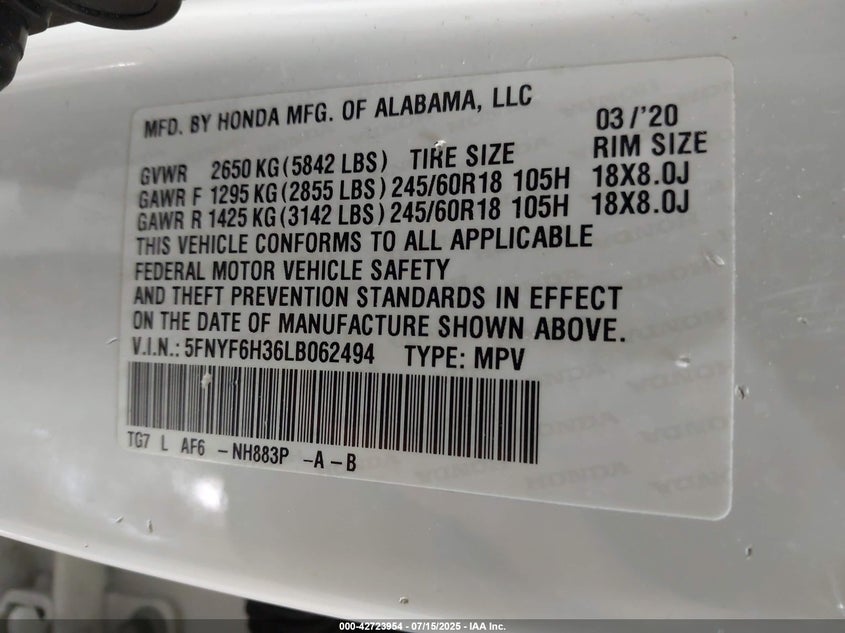 MFD. BY HONDA MFG. OF ALABAMA, LLC 03/'20
GVWR 2650 KG (5842 LBS) TIRE SIZE RIM SIZE
GAWR F 1295 KG (2855 LBS) 245/60R18 105H 18X8.0J
GAWR R 1425 KG (3142 LBS) 245/60R18 105H 18X8.0J
THIS VEHICLE CONFORMS TO ALL APPLICABLE
FEDERAL MOTOR VEHICLE SAFETY
AND THEFT PREVENTION STANDARDS IN EFFECT
ON THE DATE OF MANUFACTURE SHOWN ABOVE.
V.I.N.: 5FNYF6H36LB062494 TYPE: MPV
TG7 L AF6 -NH883P -A-B
000-42723954 - 07/15/2025 - IAA Inc.